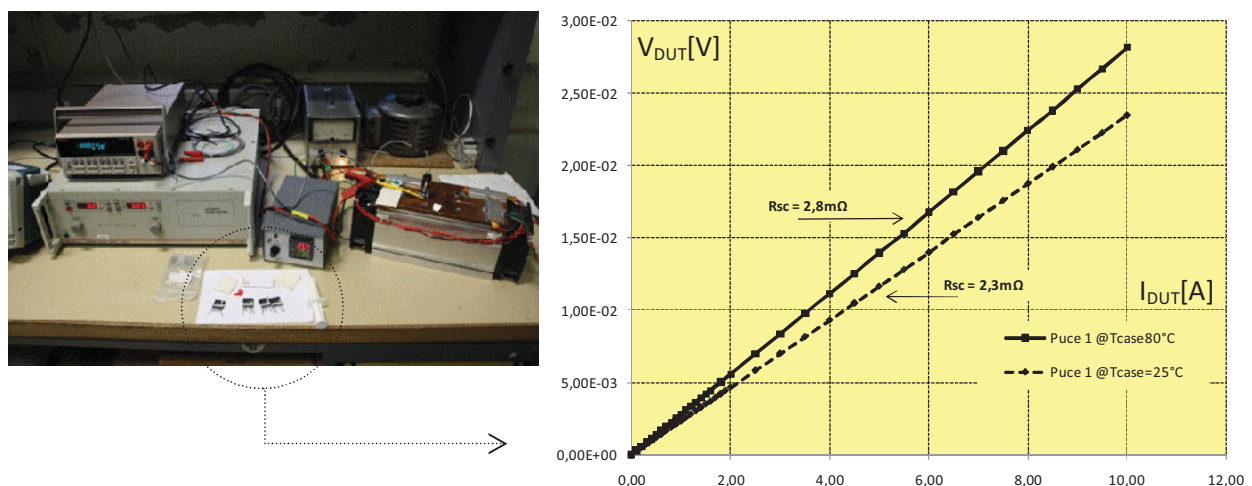 3,00E-02
V_DUT[V]
2,50E-02
2,00E-02
Rsc = 2,8mΩ
1,50E-02
Rsc = 2,3mΩ
I_DUT[A]
1,00E-02
Puce 1 @Tcase80°C
Puce 1 @Tcase=25°C
5,00E-03
0,00E+00
0,00 2,00 4,00 6,00 8,00 10,00 12,00